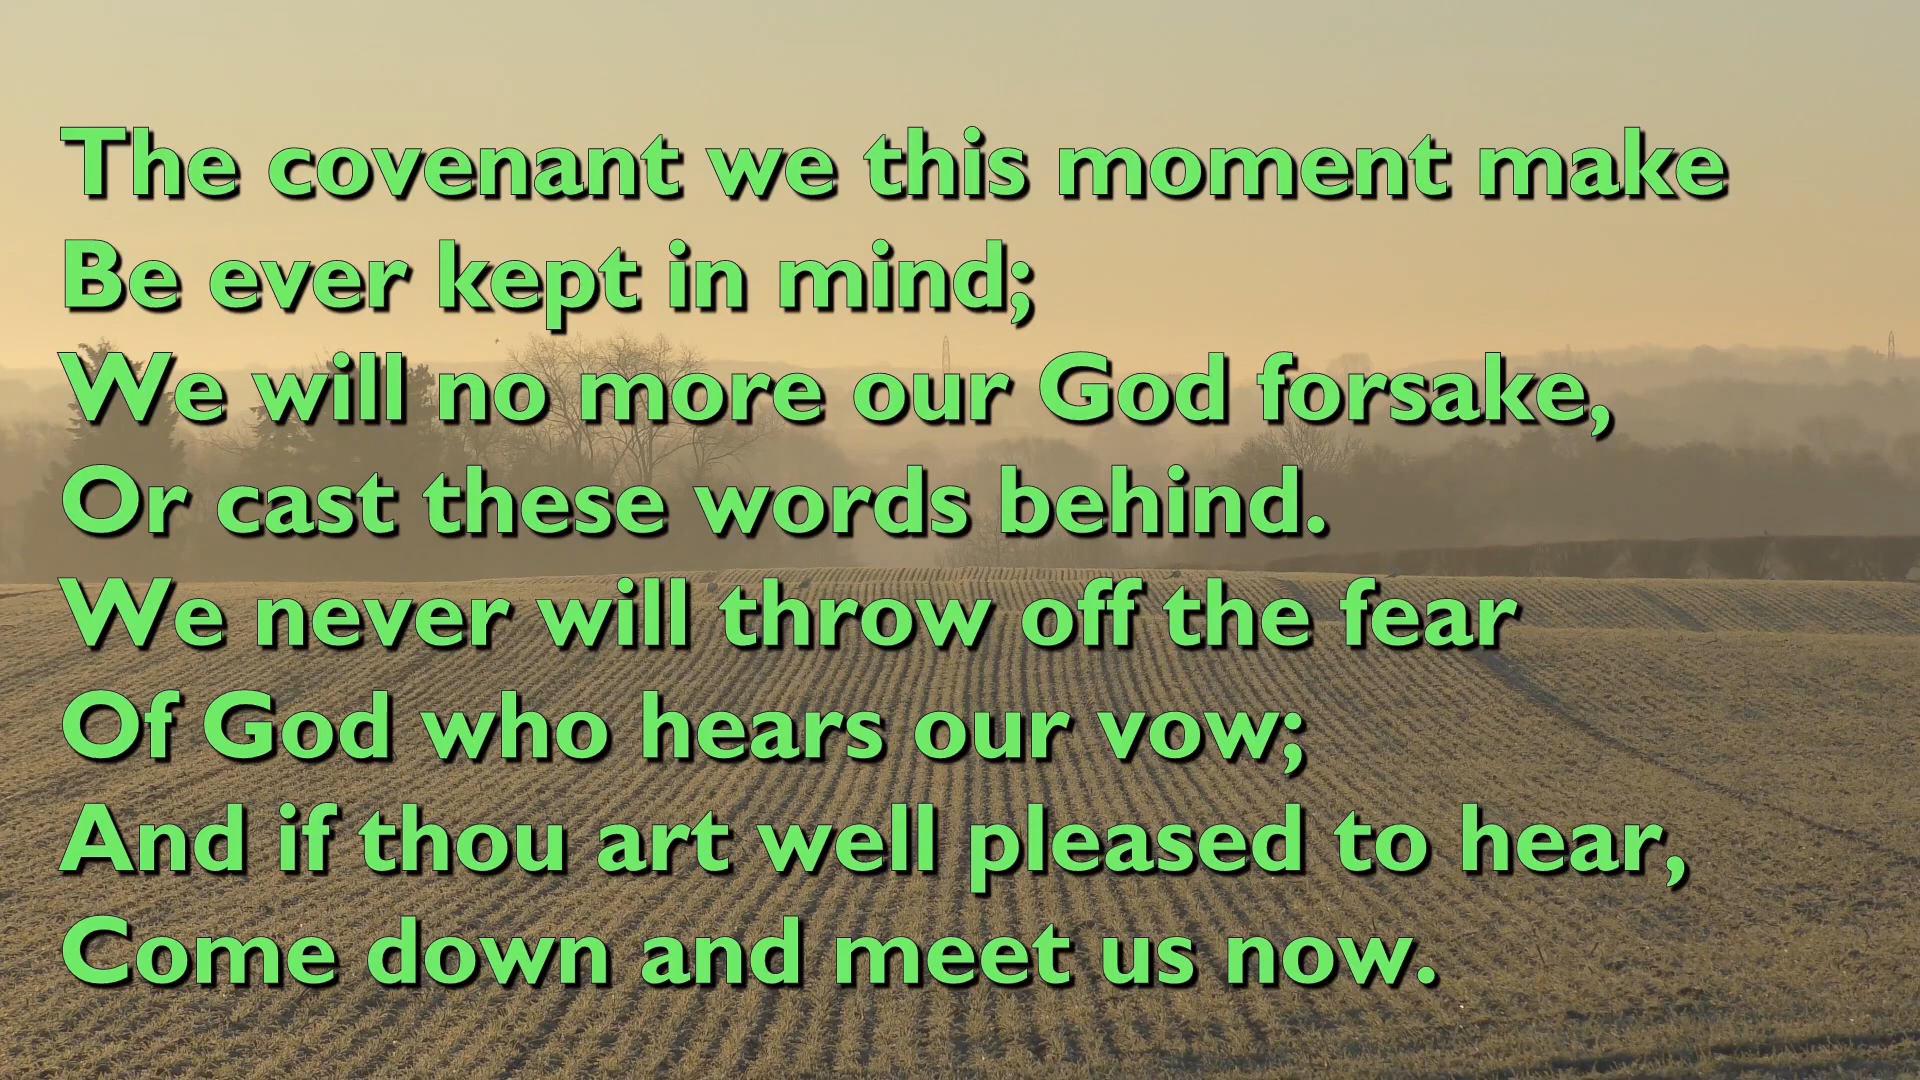 The covenant we this moment make
Be ever kept in mind;
We will no more our God forsake,
Or cast these words behind.
We never will throw off the fear
Of God who hears our vow;
And if thou art well pleased to hear,
Come down and meet us now.